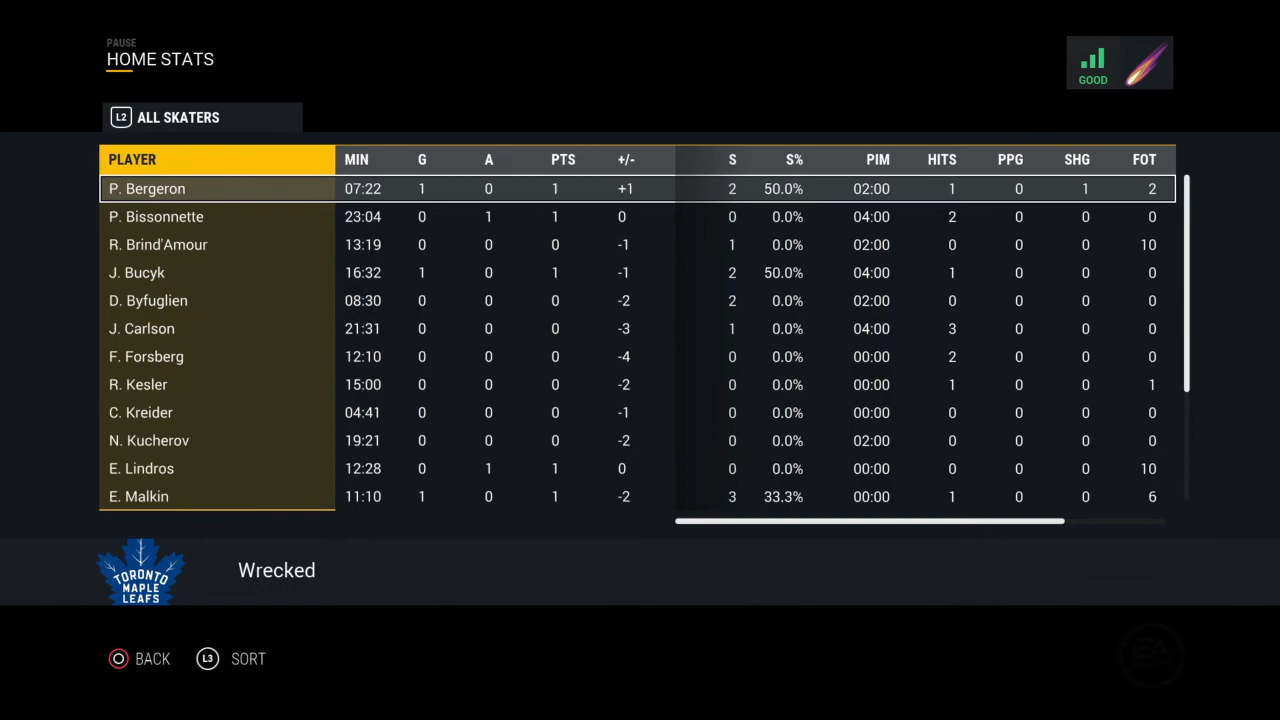 PAUSE
HOME STATS
GOOD
L2 ALL SKATERS
PLAYER MIN G A PTS +/- S S% PIM HITS PPG SHG FOT
P. Bergeron 07:22 1 0 1 +1 2 50.0% 02:00 1 0 1 2
P. Bissonnette 23:04 0 1 1 0 0 0.0% 04:00 2 0 0 0
R. Brind'Amour 13:19 0 0 0 -1 1 0.0% 02:00 0 0 0 10
J. Bucyk 16:32 1 0 1 -1 2 50.0% 04:00 1 0 0 0
D. Byfuglien 08:30 0 0 0 -2 2 0.0% 02:00 0 0 0 0
J. Carlson 21:31 0 0 0 -3 1 0.0% 04:00 3 0 0 0
F. Forsberg 12:10 0 0 0 -4 0 0.0% 00:00 2 0 0 0
R. Kesler 15:00 0 0 0 -2 0 0.0% 00:00 1 0 0 1
C. Kreider 04:41 0 0 0 -1 0 0.0% 00:00 0 0 0 0
N. Kucherov 19:21 0 0 0 -2 0 0.0% 02:00 0 0 0 0
E. Lindros 12:28 0 1 1 0 0 0.0% 00:00 0 0 0 10
E. Malkin 11:10 1 0 1 -2 3 33.3% 00:00 1 0 0 6
TORONTO
MAPLE
LEAFS
Wrecked
BACK L3 SORT
EA